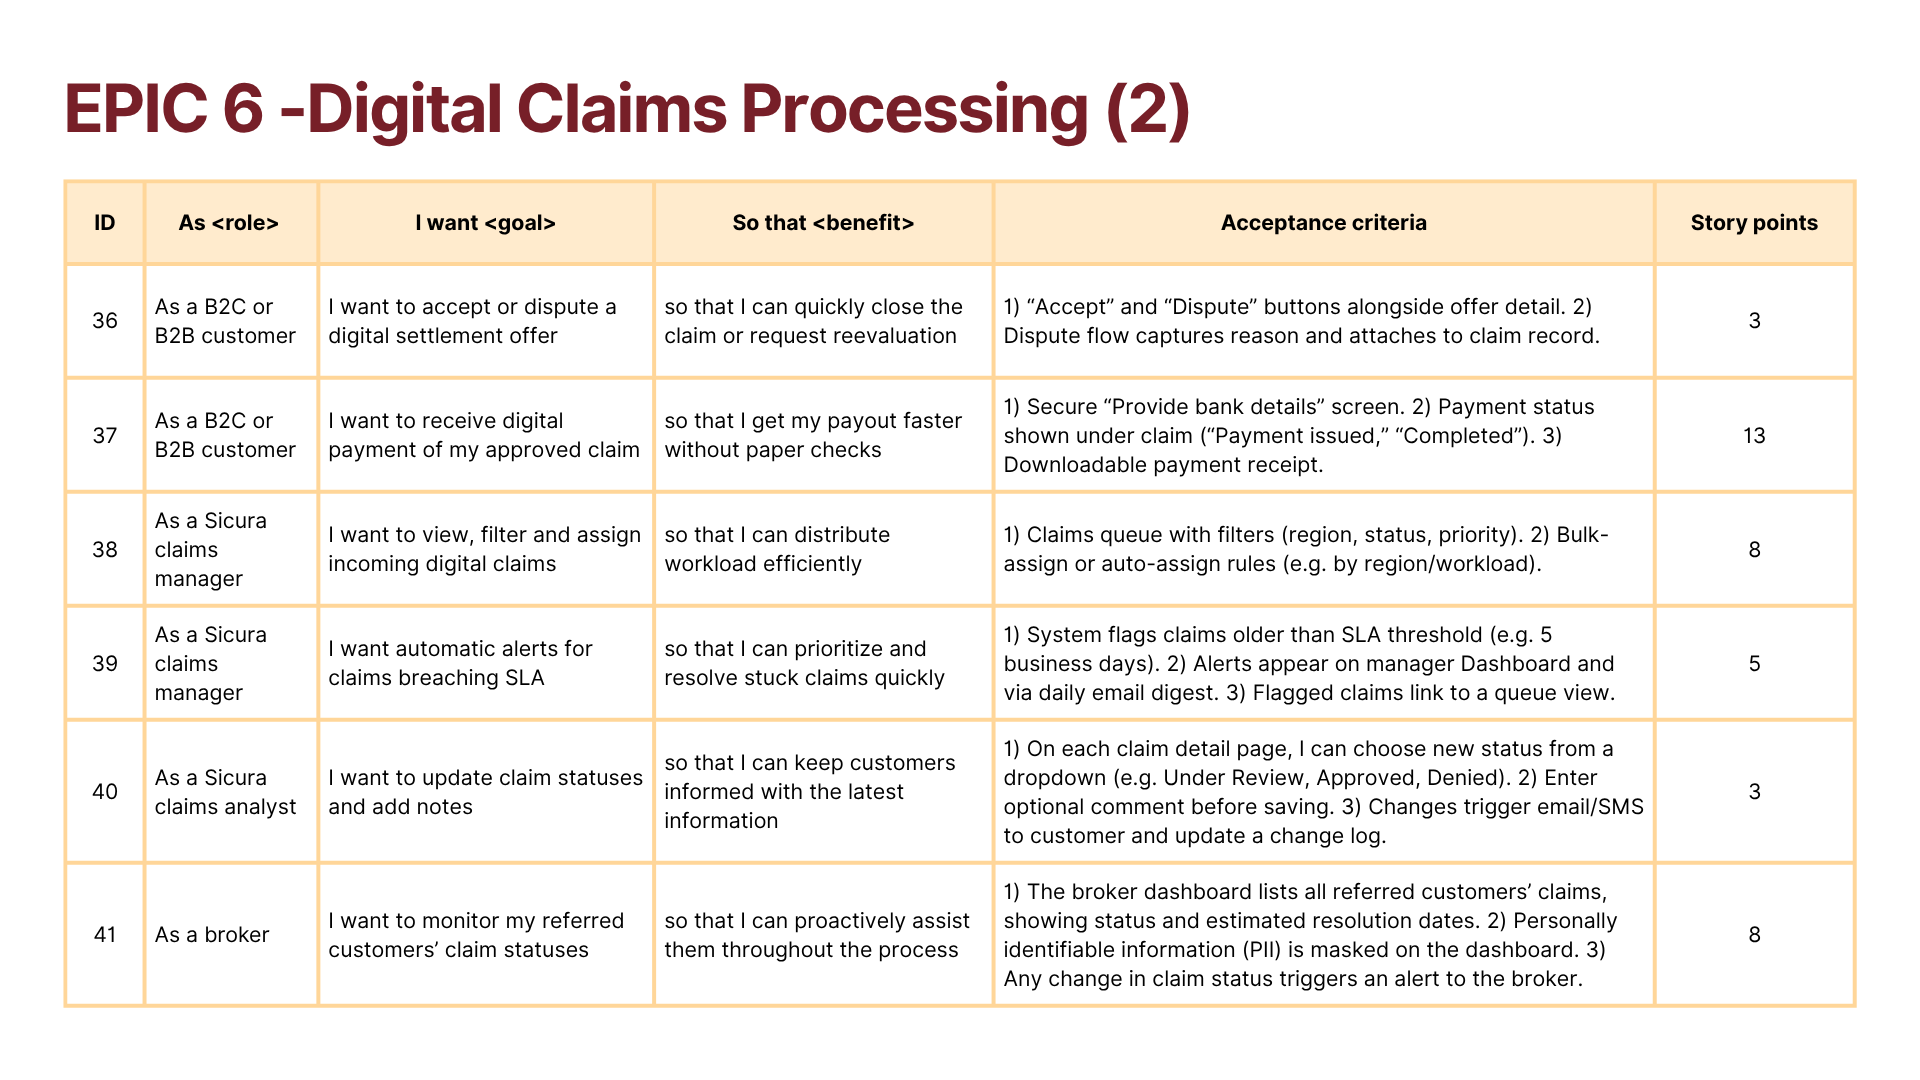 EPIC 6 -Digital Claims Processing (2)
ID
As <role>
I want <goal>
So that <benefit>
Acceptance criteria
Story points
36
As a B2C or
B2B customer
I want to accept or dispute a
digital settlement offer
so that I can quickly close the
claim or request reevaluation
1) “Accept” and “Dispute” buttons alongside offer detail. 2)
Dispute flow captures reason and attaches to claim record.
3
37
As a B2C or
B2B customer
I want to receive digital
payment of my approved claim
so that I get my payout faster
without paper checks
1) Secure “Provide bank details” screen. 2) Payment status
shown under claim (“Payment issued,” “Completed”). 3)
Downloadable payment receipt.
13
38
As a Sicura
claims
manager
I want to view, filter and assign
incoming digital claims
so that I can distribute
workload efficiently
1) Claims queue with filters (region, status, priority). 2) Bulk-
assign or auto-assign rules (e.g. by region/workload).
8
39
As a Sicura
claims
manager
I want automatic alerts for
claims breaching SLA
so that I can prioritize and
resolve stuck claims quickly
1) System flags claims older than SLA threshold (e.g. 5
business days). 2) Alerts appear on manager Dashboard and
via daily email digest. 3) Flagged claims link to a queue view.
5
40
As a Sicura
claims analyst
I want to update claim statuses
and add notes
so that I can keep customers
informed with the latest
information
1) On each claim detail page, I can choose new status from a
dropdown (e.g. Under Review, Approved, Denied). 2) Enter
optional comment before saving. 3) Changes trigger email/SMS
to customer and update a change log.
3
41
As a broker
I want to monitor my referred
customers’ claim statuses
so that I can proactively assist
them throughout the process
1) The broker dashboard lists all referred customers’ claims,
showing status and estimated resolution dates. 2) Personally
identifiable information (PII) is masked on the dashboard. 3)
Any change in claim status triggers an alert to the broker.
8